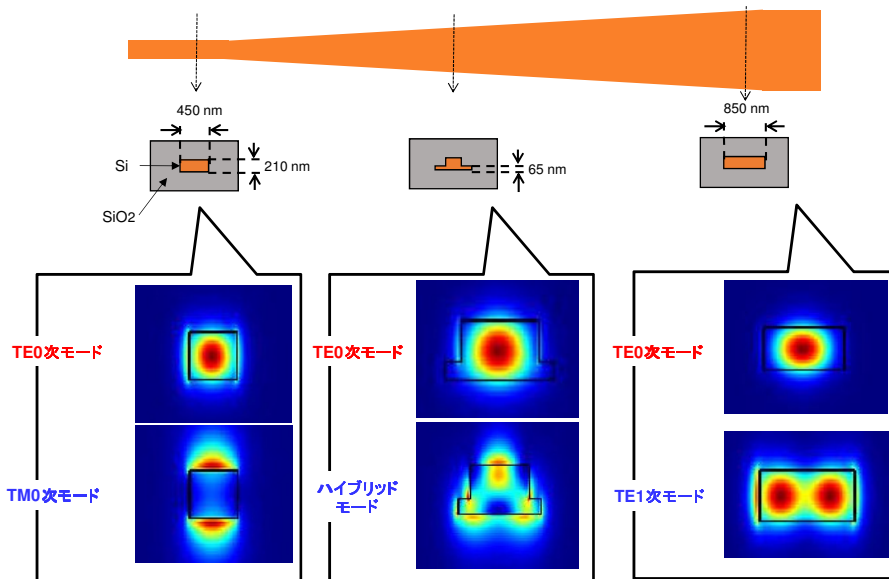 450 nm
850 nm
Si
210 nm
65 nm
SiO2
TE0次モード
TE0次モード
TE0次モード
TM0次モード
ハイブリッド
モード
TE1次モード